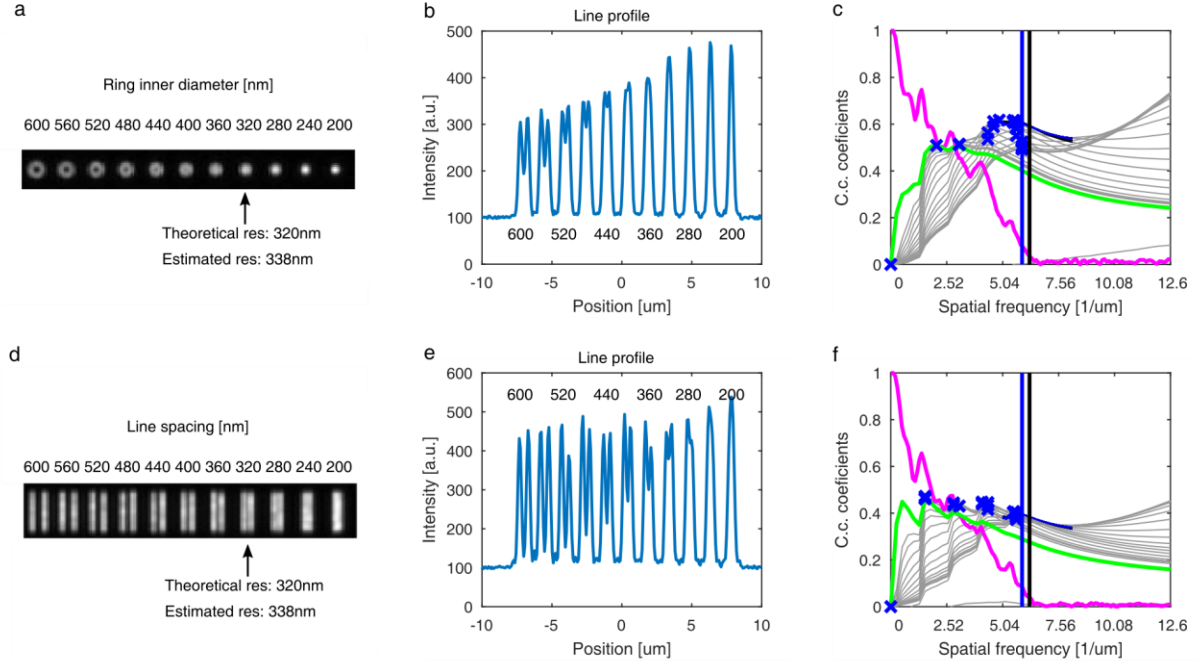 a
Ring inner diameter [nm]
600 560 520 480 440 400 360 320 280 240 200
Theoretical res: 320nm
Estimated res: 338nm
b
Line profile
500
400
300
200
100
0
Intensity [a.u.]
600 520 440 360 280 200
-10 -5 0 5 10
Position [um]
c
1
0.8
0.6
0.4
0.2
0
C.c. coeficients
0 2.52 5.04 7.56 10.08 12.6
Spatial frequency [1/um]
d
Line spacing [nm]
600 560 520 480 440 400 360 320 280 240 200
Theoretical res: 320nm
Estimated res: 338nm
e
Line profile
600
500
400
300
200
100
0
Intensity [a.u.]
600 520 440 360 280 200
-10 -5 0 5 10
Position [um]
f
1
0.8
0.6
0.4
0.2
0
C.c. coeficients
0 2.52 5.04 7.56 10.08 12.6
Spatial frequency [1/um]